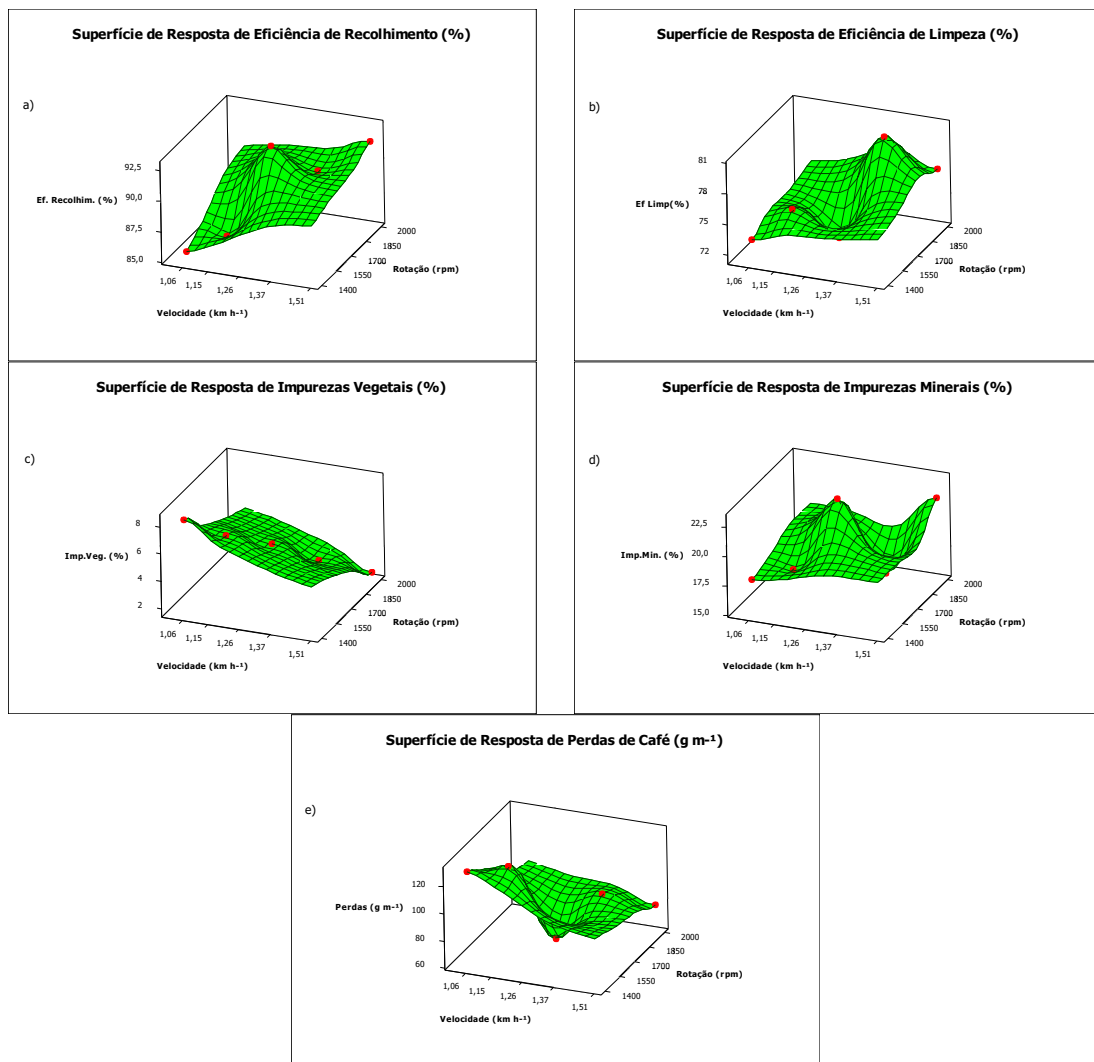 Superfície de Resposta de Eficiência de Recolhimento (%)
a)
92,5
90,0
Ef. Recolhim. (%)
87,5
85,0
2000
1850
1700
1550
1400
Rotação (rpm)
1,06
1,15
1,26
1,37
1,51
Velocidade (km h-¹)
Superfície de Resposta de Eficiência de Limpeza (%)
b)
81
78
Ef Limp(%)
75
72
2000
1850
1700
1550
1400
Rotação (rpm)
1,06
1,15
1,26
1,37
1,51
Velocidade (km h-¹)
Superfície de Resposta de Impurezas Vegetais (%)
c)
8
6
Imp.Veg. (%)
4
2
2000
1850
1700
1550
1400
Rotação (rpm)
1,06
1,15
1,26
1,37
1,51
Velocidade (km h-¹)
Superfície de Resposta de Impurezas Minerais (%)
d)
22,5
20,0
Imp.Min. (%)
17,5
15,0
2000
1850
1700
1550
1400
Rotação (rpm)
1,06
1,15
1,26
1,37
1,51
Velocidade (km h-¹)
Superfície de Resposta de Perdas de Café (g m-¹)
e)
120
100
Perdas (g m-¹)
80
60
2000
1850
1700
1550
1400
Rotação (rpm)
1,06
1,15
1,26
1,37
1,51
Velocidade (km h-¹)